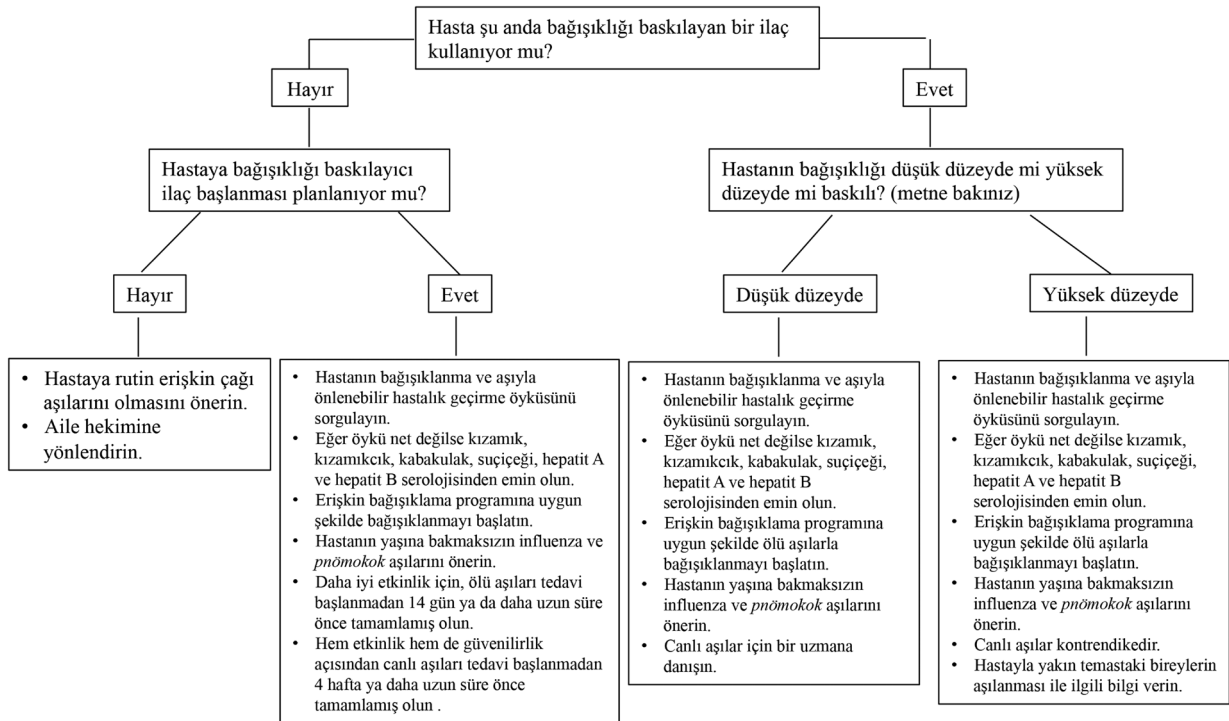 Hasta şu anda bağışıklığı baskılayan bir ilaç
kullanıyor mu?
Hayır
Evet
Hastaya bağışıklığı baskılayıcı
ilaç başlanması planlanıyor mu?
Hastanın bağışıklığı düşük düzeyde mi yüksek
düzeyde mi baskılı? (metne bakınız)
Hayır
Evet
Düşük düzeyde
Yüksek düzeyde
• Hastaya rutin erişkin çağı
aşılarını olmasını önerin.
• Aile hekimine
yönlendirin.
• Hastanın bağışıklanma ve aşıyla
önlenebilir hastalık geçirme öyküsünü
sorgulayın.
• Eğer öykü net değilse kızamık,
kızamıkcık, kabakulak, suçiçeği, hepatit A
ve hepatit B serolojisinden emin olun.
• Erişkin bağışıklama programına uygun
şekilde bağışıklanmayı başlatın.
• Hastanın yaşına bakmaksızın influenza ve
pnömokok aşılarını önerin.
• Daha iyi etkinlik için, ölü aşıları tedavi
başlanmadan 14 gün ya da daha uzun süre
önce tamamlamış olun.
• Hem etkinlik hem de güvenilirlik
açısından canlı aşıları tedavi başlanmadan
4 hafta ya daha uzun süre önce
tamamlamış olun .
• Hastanın bağışıklanma ve aşıyla
önlenebilir hastalık geçirme
öyküsünü sorgulayın.
• Eğer öykü net değilse kızamık,
kızamıkcık, kabakulak, suçiçeği,
hepatit A ve hepatit B
serolojisinden emin olun.
• Erişkin bağışıklama programına
uygun şekilde ölü aşılarla
bağışıklanmayı başlatın.
• Hastanın yaşına bakmaksızın
influenza ve pnömokok aşılarını
önerin.
• Canlı aşılar için bir uzmana
danışın.
• Hastanın bağışıklanma ve aşıyla
önlenebilir hastalık geçirme
öyküsünü sorgulayın.
• Eğer öykü net değilse kızamık,
kızamıkcık, kabakulak, suçiçeği,
hepatit A ve hepatit B
serolojisinden emin olun.
• Erişkin bağışıklama programına
uygun şekilde ölü aşılarla
bağışıklanmayı başlatın.
• Hastanın yaşına bakmaksızın
influenza ve pnömokok aşılarını
önerin.
• Canlı aşılar kontrendikedir.
• Hastayla yakın temastaki bireylerin
aşılanması ile ilgili bilgi verin.